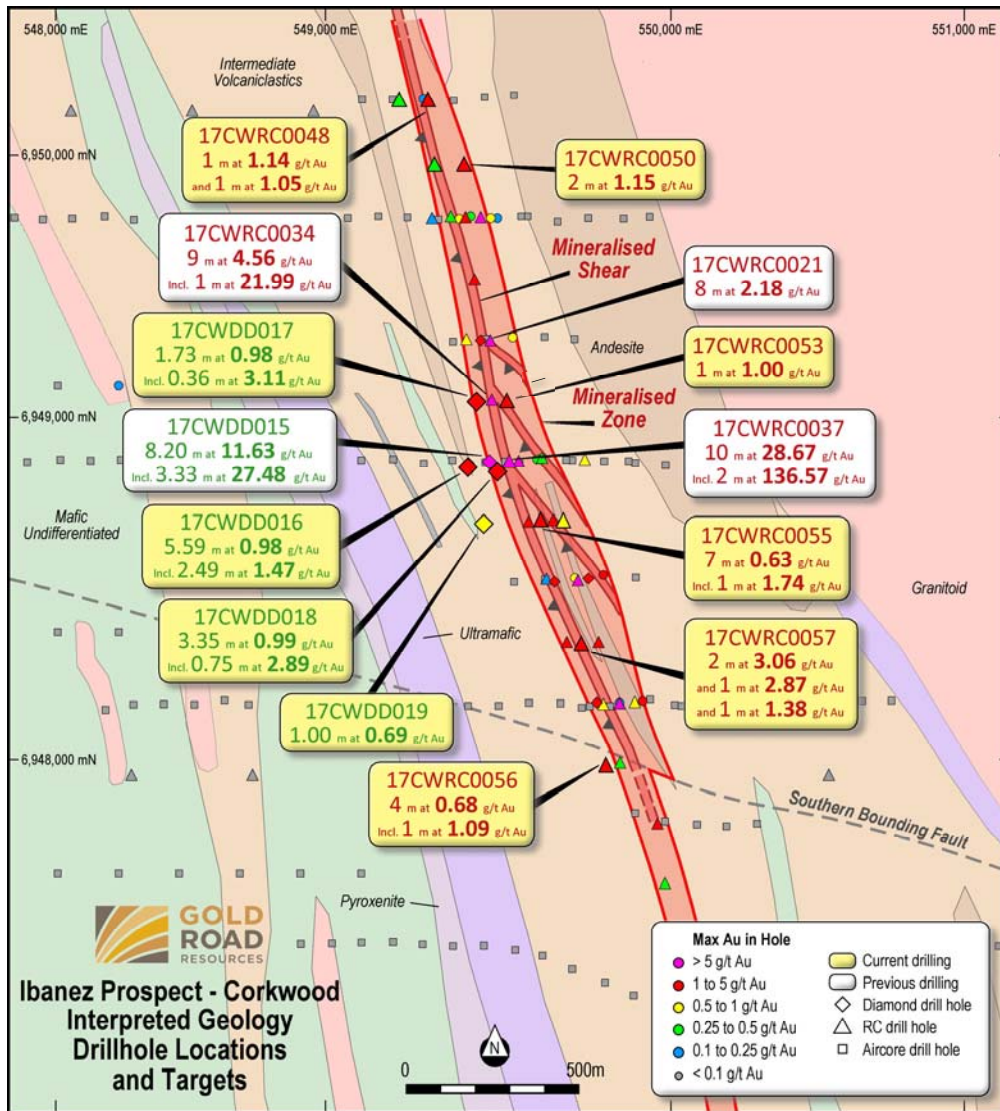 548,000 mE
549,000 mE
550,000 mE
551,000 mE
Intermediate
Volcaniclastics
17CWRC0048
1 m at 1.14 g/t Au
and 1 m at 1.05 g/t Au
6,950,000 mN
17CWRC0050
2 m at 1.15 g/t Au
17CWRC0034
9 m at 4.56 g/t Au
Incl. 1 m at 21.99 g/t Au
Mineralised
Shear
17CWRC0021
8 m at 2.18 g/t Au
17CWDD017
1.73 m at 0.98 g/t Au
Incl. 0.36 m at 3.11 g/t Au
Andesite
17CWRC0053
1 m at 1.00 g/t Au
6,949,000 mN
Mineralised
Zone
17CWDD015
8.20 m at 11.63 g/t Au
Incl. 3.33 m at 27.48 g/t Au
17CWRC0037
10 m at 28.67 g/t Au
Incl. 2 m at 136.57 g/t Au
Mafic
Undifferentiated
17CWDD016
5.59 m at 0.98 g/t Au
Incl. 2.49 m at 1.47 g/t Au
17CWRC0055
7 m at 0.63 g/t Au
Incl. 1 m at 1.74 g/t Au
Granitoid
17CWDD018
3.35 m at 0.99 g/t Au
Incl. 0.75 m at 2.89 g/t Au
Ultramafic
17CWRC0057
2 m at 3.06 g/t Au
and 1 m at 2.87 g/t Au
and 1 m at 1.38 g/t Au
17CWDD019
1.00 m at 0.69 g/t Au
6,948,000 mN
17CWRC0056
4 m at 0.68 g/t Au
Incl. 1 m at 1.09 g/t Au
Southern Bounding Fault
Pyroxenite
GOLD
ROAD
RESOURCES
Ibanez Prospect - Corkwood
Interpreted Geology
Drillhole Locations
and Targets
N
0
500m
Max Au in Hole
> 5 g/t Au
1 to 5 g/t Au
0.5 to 1 g/t Au
0.25 to 0.5 g/t Au
0.1 to 0.25 g/t Au
< 0.1 g/t Au
Current drilling
Previous drilling
Diamond drill hole
RC drill hole
Aircore drill hole